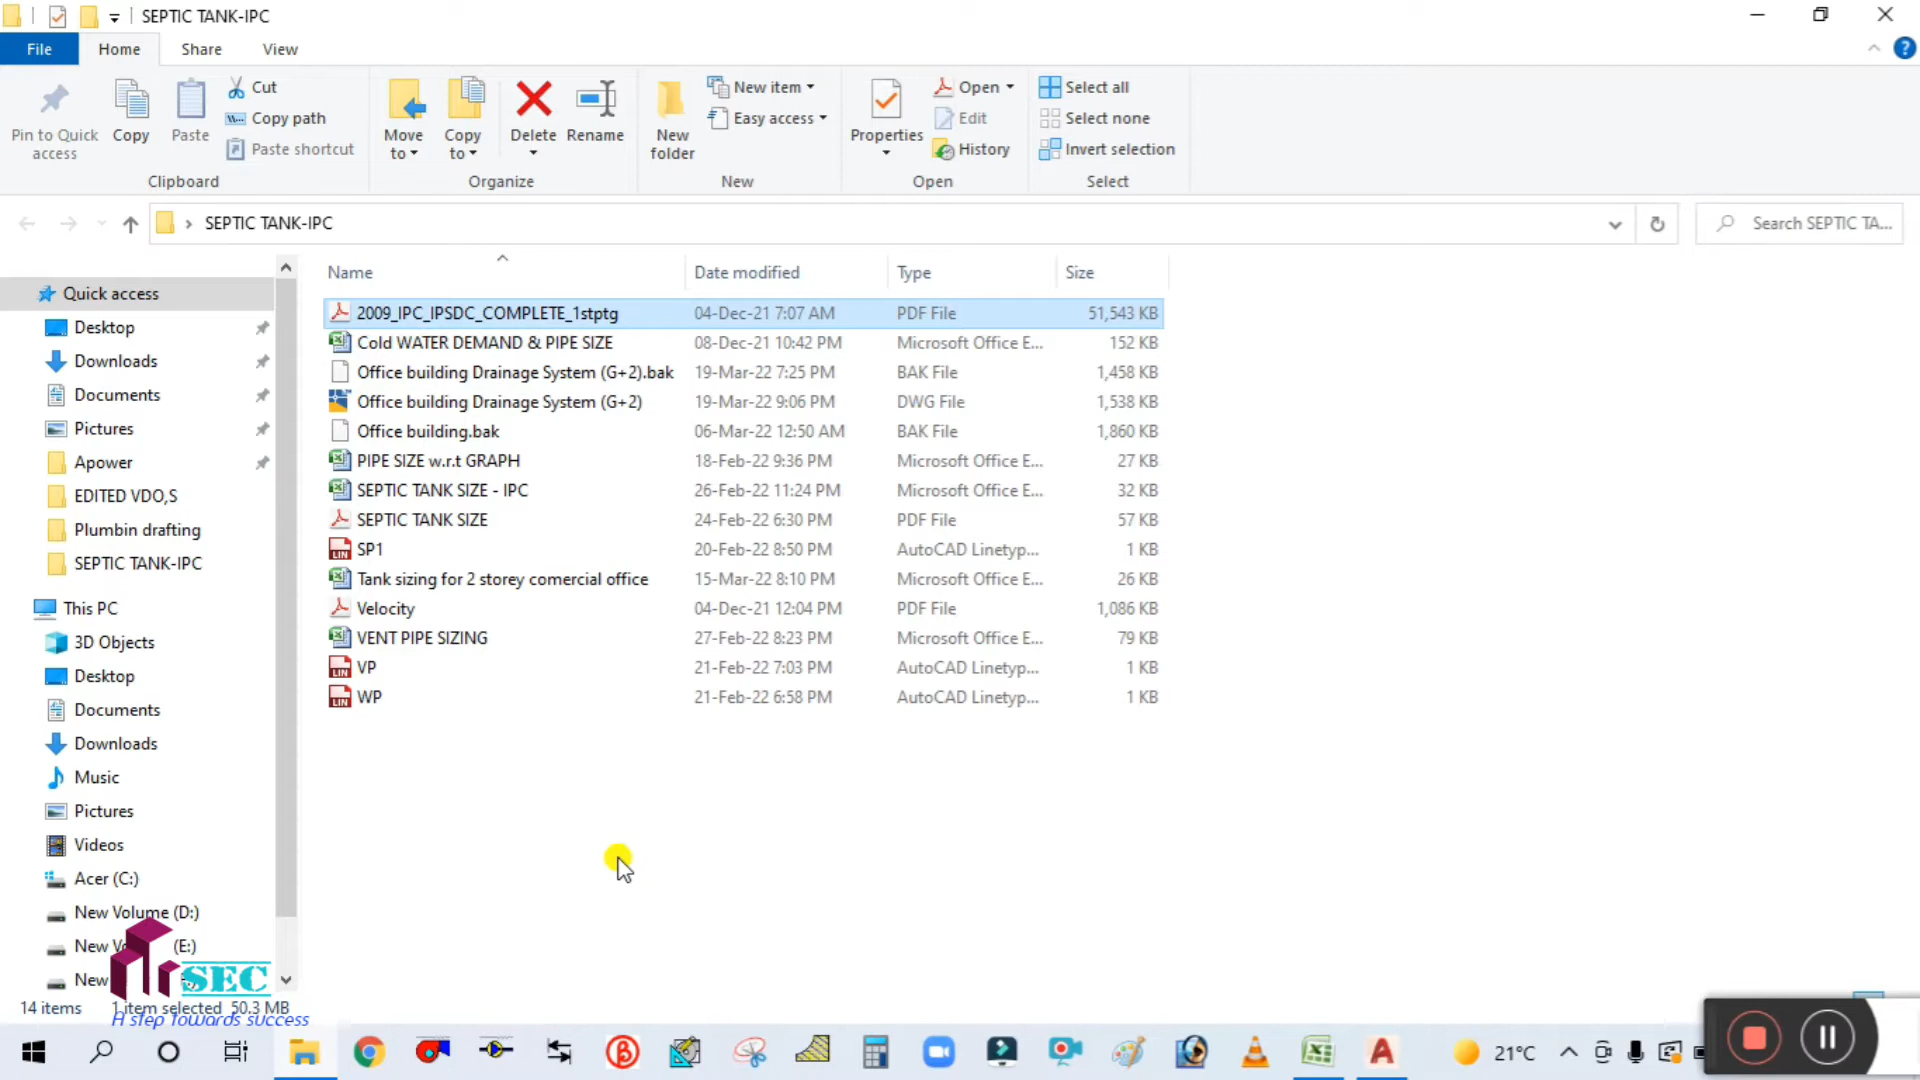 SEPTIC TANK-IPC
File Home Share View
Pin to Quick access
Copy
Paste
Cut
Copy path
Paste shortcut
Clipboard
Move to
Copy to
Delete
Rename
Organize
New folder
New item
Easy access
New
Properties
Open
Edit
History
Open
Select all
Select none
Invert selection
Select
SEPTIC TANK-IPC
Search SEPTIC TA...
Name Date modified Type Size
2009_IPC_IPSDC_COMPLETE_1stptg 04-Dec-21 7:07 AM PDF File 51,543 KB
Cold WATER DEMAND & PIPE SIZE 08-Dec-21 10:42 PM Microsoft Office E... 152 KB
Office building Drainage System (G+2).bak 19-Mar-22 7:25 PM BAK File 1,458 KB
Office building Drainage System (G+2) 19-Mar-22 9:06 PM DWG File 1,538 KB
Office building.bak 06-Mar-22 12:50 AM BAK File 1,860 KB
PIPE SIZE w.r.t GRAPH 18-Feb-22 9:36 PM Microsoft Office E... 27 KB
SEPTIC TANK SIZE - IPC 26-Feb-22 11:24 PM Microsoft Office E... 32 KB
SEPTIC TANK SIZE 24-Feb-22 6:30 PM PDF File 57 KB
SP1 20-Feb-22 8:50 PM AutoCAD Linetyp... 1 KB
Tank sizing for 2 storey comercial office 15-Mar-22 8:10 PM Microsoft Office E... 26 KB
Velocity 04-Dec-21 12:04 PM PDF File 1,086 KB
VENT PIPE SIZING 27-Feb-22 8:23 PM Microsoft Office E... 79 KB
VP 21-Feb-22 7:03 PM AutoCAD Linetyp... 1 KB
WP 21-Feb-22 6:58 PM AutoCAD Linetyp... 1 KB
Quick access
Desktop
Downloads
Documents
Pictures
Apower
EDITED VDO,S
Plumbin drafting
SEPTIC TANK-IPC
This PC
3D Objects
Desktop
Documents
Downloads
Music
Pictures
Videos
Acer (C:)
New Volume (D:)
New (E:)
New
SEC
A step Towards success
14 items 1 item selected 50.3 MB
21°C